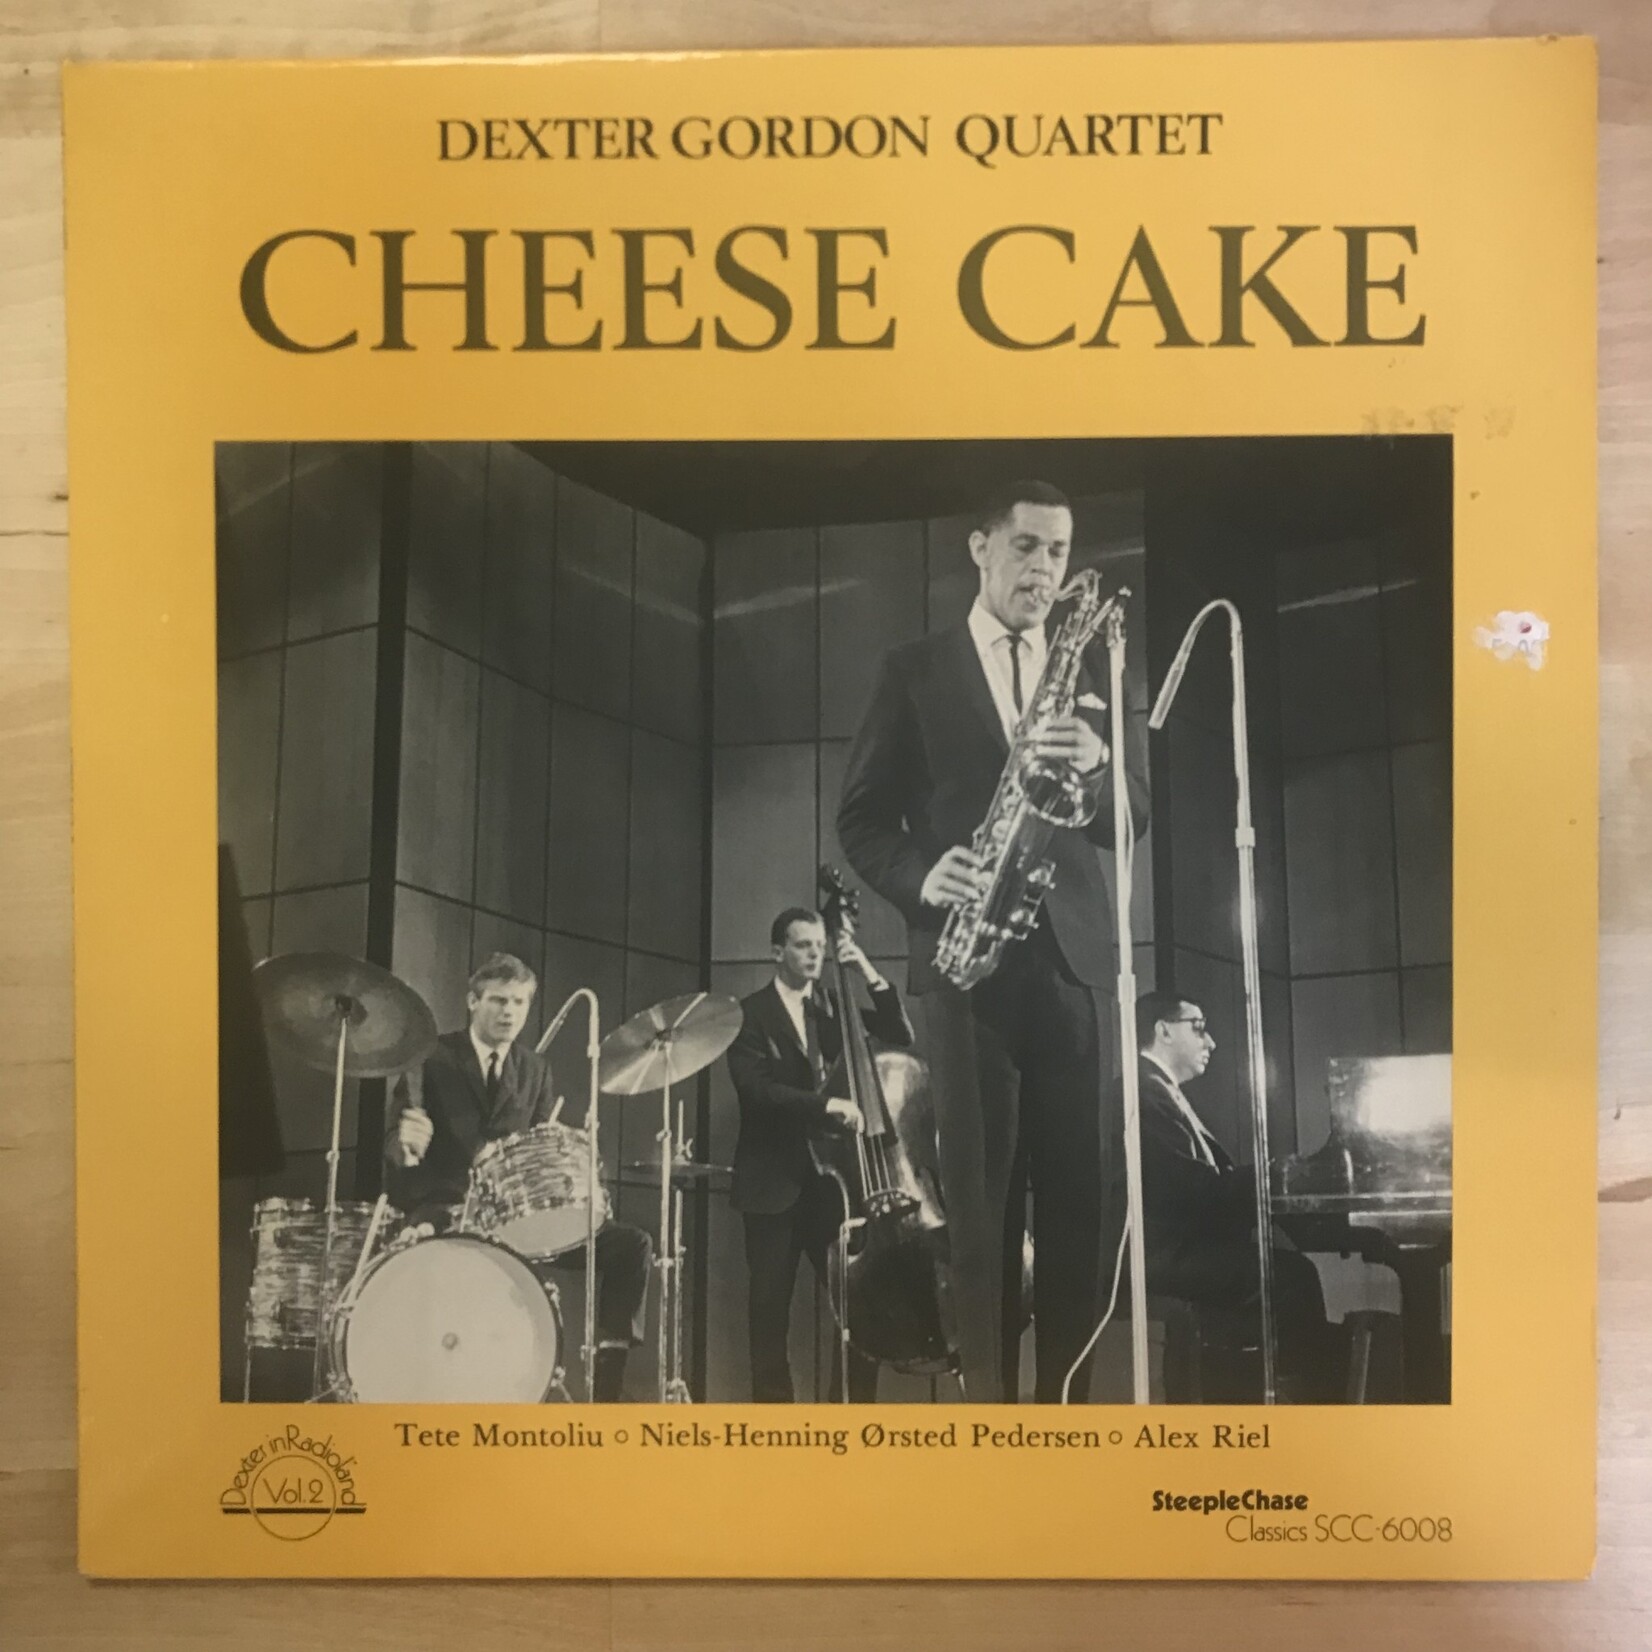 DEXTER GORDON QUARTET
CHEESE CAKE
Tete Montoliu ○ Niels-Henning Ørsted Pedersen ○ Alex Riel
Dexter in Radioland
Vol.2
SteepleChase
Classics SCC-6008